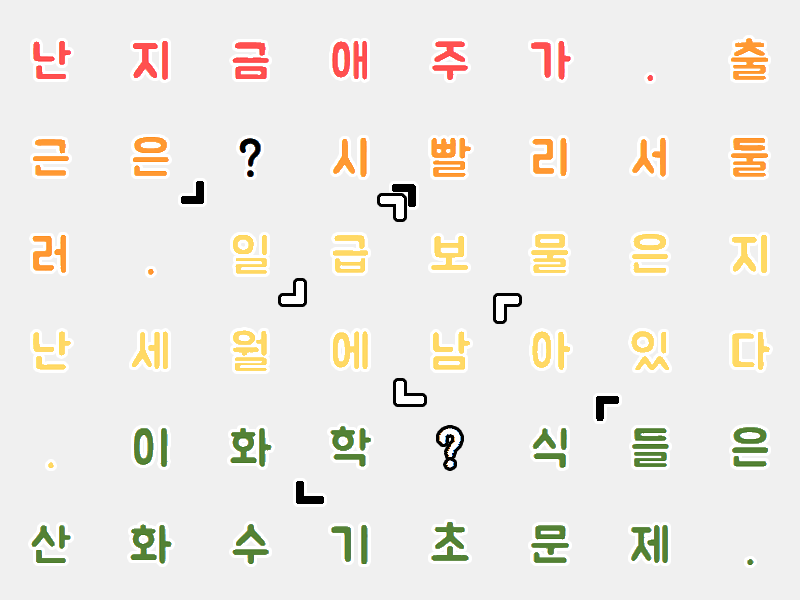 난 지 금 애 주 가 . 출
근 은 ? 시 빨 리 서 둘
러 . 일 급 보 물 은 지
난 세 월 에 남 아 있 다
. 이 화 학 ? 식 들 은
산 화 수 기 초 문 제 .